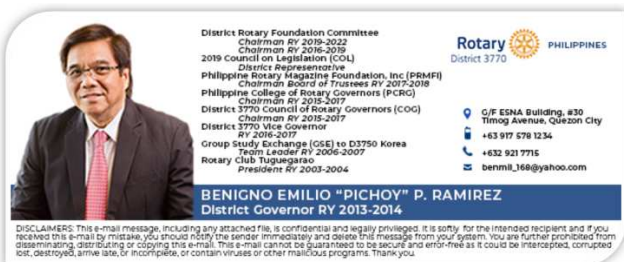 District Rotary Foundation Committee
Chairman RY 2019-2022
Chairman RY 2016-2019
2019 Council on Legislation (COL)
District Representative
Philippine Rotary Magazine Foundation, Inc (PRMFI)
Chairman Board of Trustees RY 2017-2018
Philippine College of Rotary Governors (PCRG)
Chairman RY 2015-2017
District 3770 Council of Rotary Governors (COG)
Chairman RY 2015-2017
District 3770 Vice Governor
RY 2016-2017
Group Study Exchange (GSE) to D3750 Korea
Team Leader RY 2006-2007
Rotary Club Tuguegarao
President RY 2003-2004
Rotary
District 3770
PHILIPPINES
G/F ESNA Building, #30
Timog Avenue, Quezon City
+63 917 578 1234
+632 921 7715
benmil_168@yahoo.com
BENIGNO EMILIO “PICHOY” P. RAMIREZ
District Governor RY 2013-2014
DISCLAIMERS: This e-mail message, including any attached file, is confidential and legally privileged. It is softly for the intended recipient and if you
received this e-mail by mistake, you should notify the sender immediately and delete this message from your system. You are further prohibited from
disseminating, distributing or copying this e-mail. This e-mail cannot be guaranteed to be secure and error-free as it could be intercepted, corrupted
lost, destroyed, arrive late, or incomplete, or contain viruses or other malicious programs. Thank you.